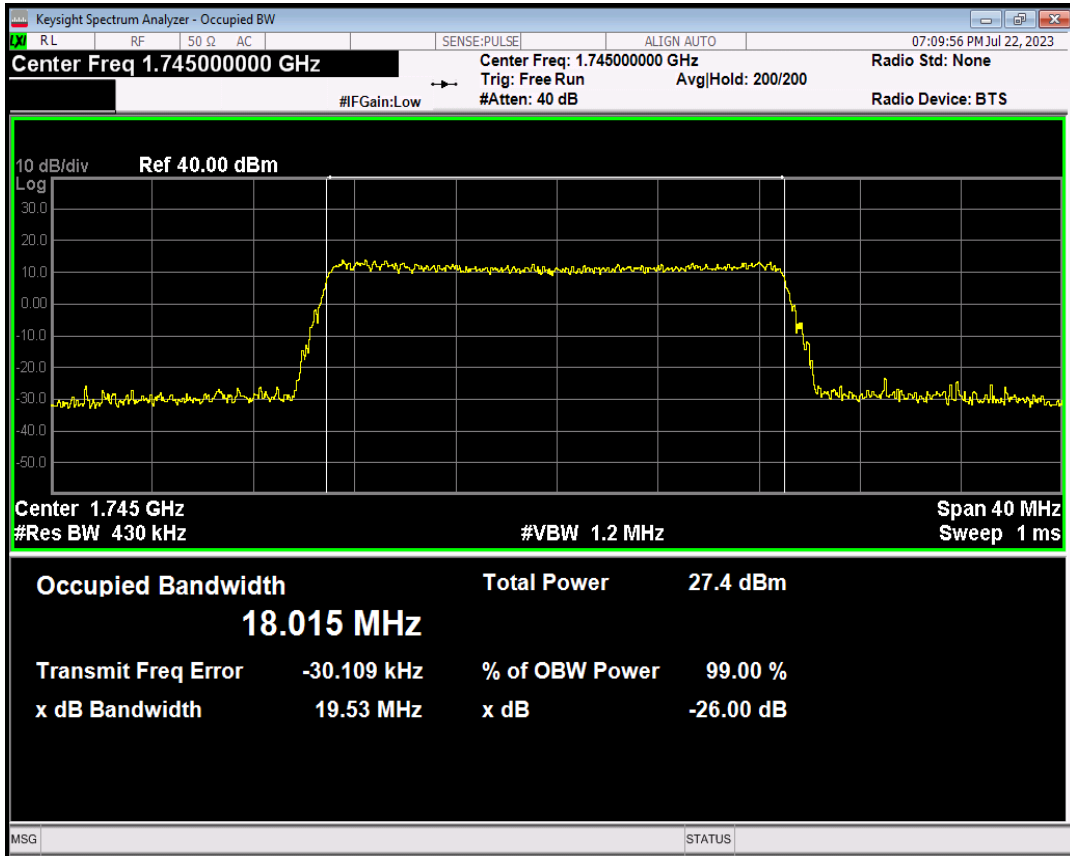 Keysight Spectrum Analyzer - Occupied BW
LXI RL RF 50 Ω AC SENSE:PULSE ALIGN AUTO 07:09:56 PM Jul 22, 2023
Center Freq 1.745000000 GHz Center Freq: 1.745000000 GHz Radio Std: None
Trig: Free Run Avg|Hold: 200/200
#IFGain:Low #Atten: 40 dB Radio Device: BTS
10 dB/div Ref 40.00 dBm
Log
30.0
20.0
10.0
0.00
-10.0
-20.0
-30.0
-40.0
-50.0
Center 1.745 GHz Span 40 MHz
#Res BW 430 kHz #VBW 1.2 MHz Sweep 1 ms
Occupied Bandwidth Total Power 27.4 dBm
18.015 MHz
Transmit Freq Error -30.109 kHz % of OBW Power 99.00 %
x dB Bandwidth 19.53 MHz x dB -26.00 dB
MSG STATUS